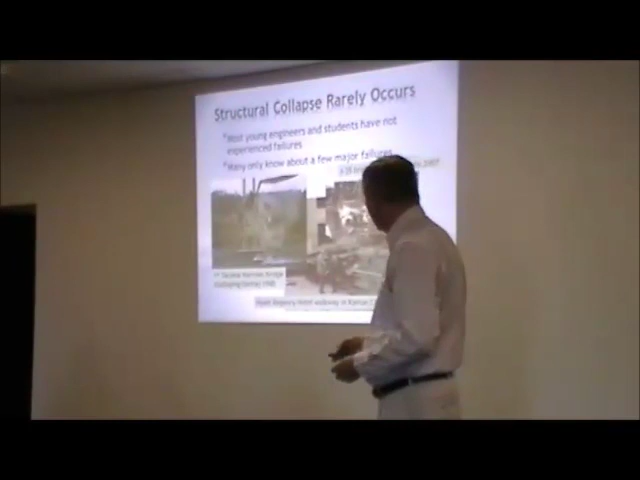 Structural Collapse Rarely Occurs
*Most young engineers and students have not
experienced failures
*Many only know about a few major failures
Tacoma Narrows Bridge
Hyatt Regency Hotel walkway in Kansas